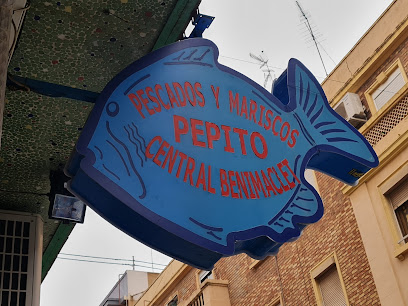 PESCADOS Y MARISCOS
PEPITO
CENTRAL BENIMACLET